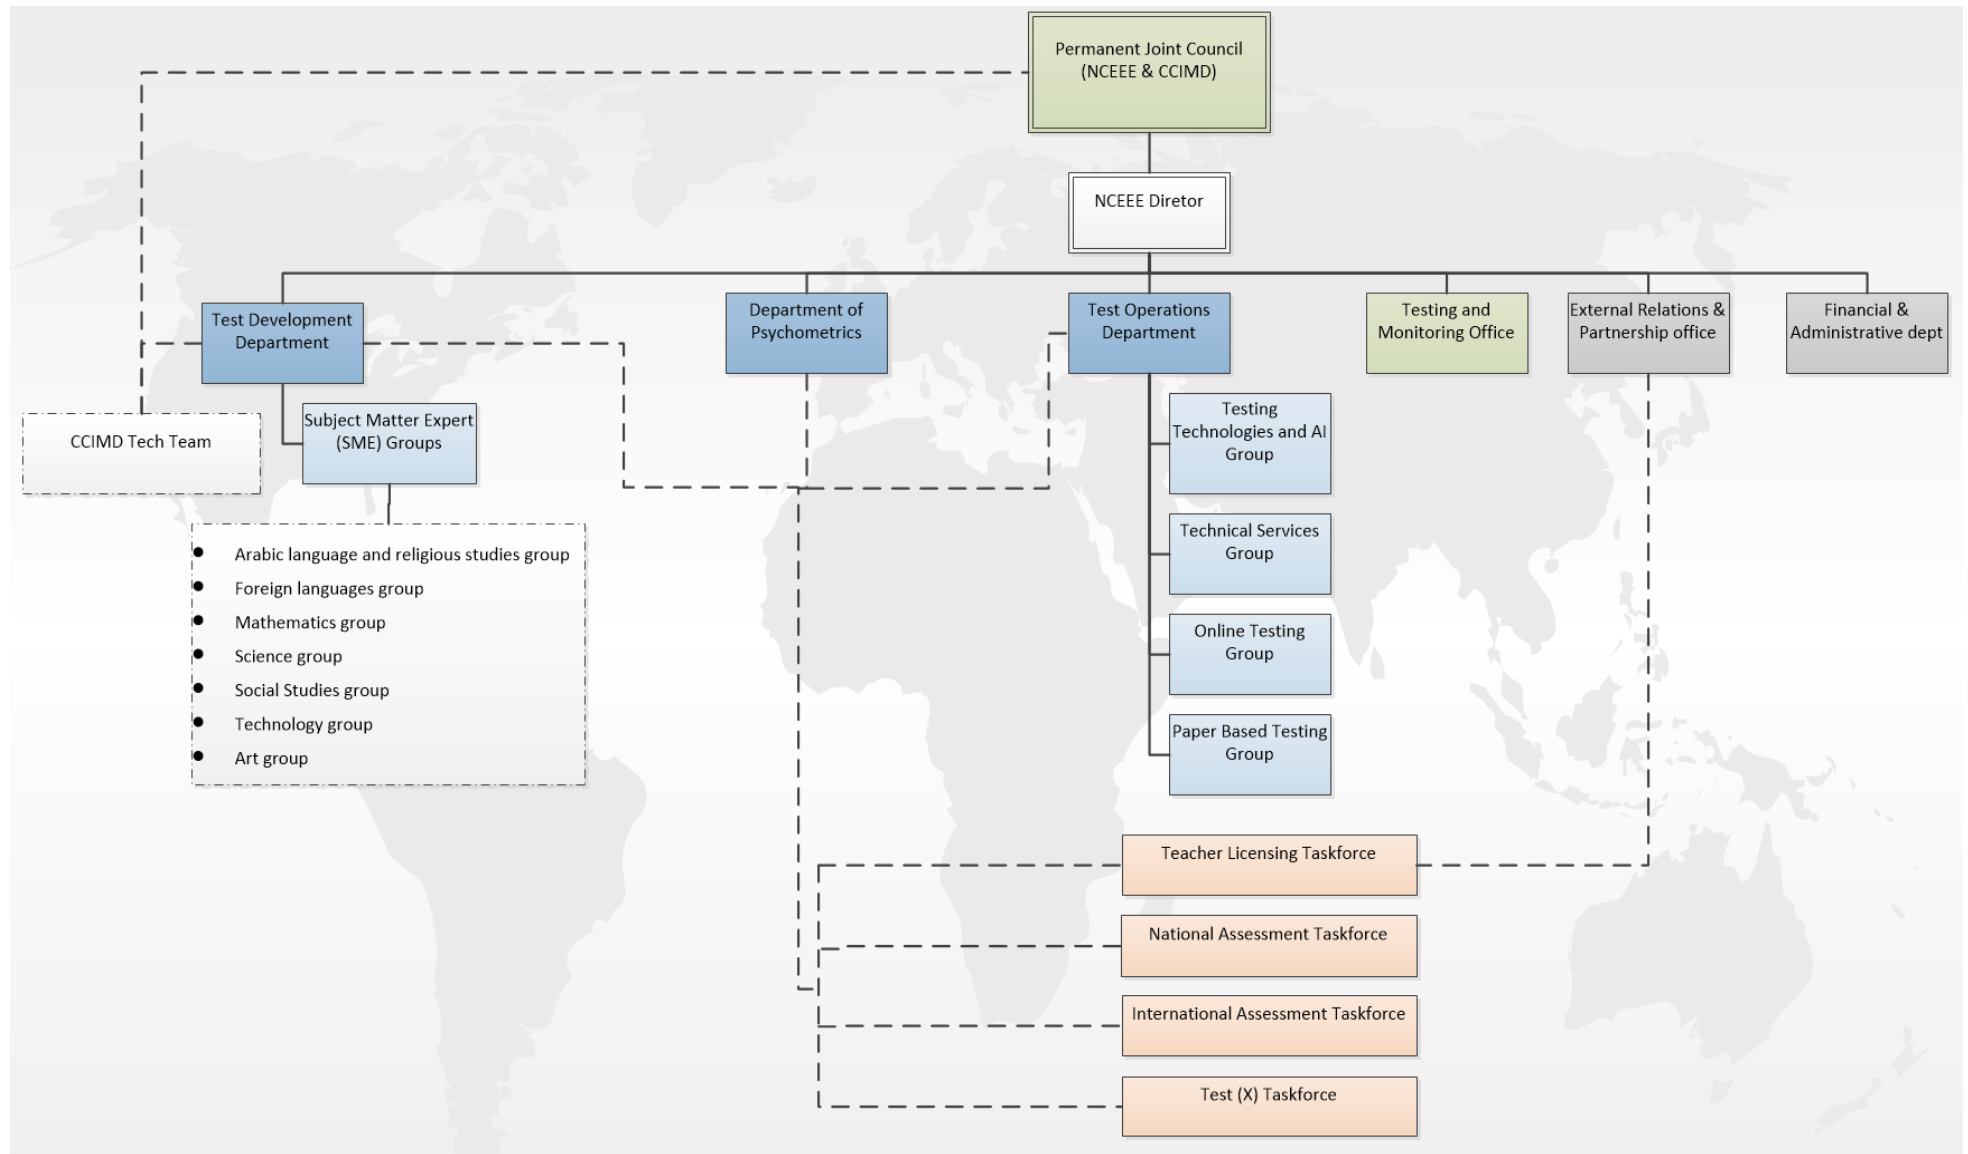 Permanent Joint Council
(NCEEE & CCIMD)
NCEEE Diretor
Test Development
Department
Department of
Psychometrics
Test Operations
Department
Testing and
Monitoring Office
External Relations &
Partnership office
Financial &
Administrative dept
CCIMD Tech Team
Subject Matter Expert
(SME) Groups
Testing
Technologies and AI
Group
Technical Services
Group
Online Testing
Group
Paper Based Testing
Group
● Arabic language and religious studies group
● Foreign languages group
● Mathematics group
● Science group
● Social Studies group
● Technology group
● Art group
Teacher Licensing Taskforce
National Assessment Taskforce
International Assessment Taskforce
Test (X) Taskforce